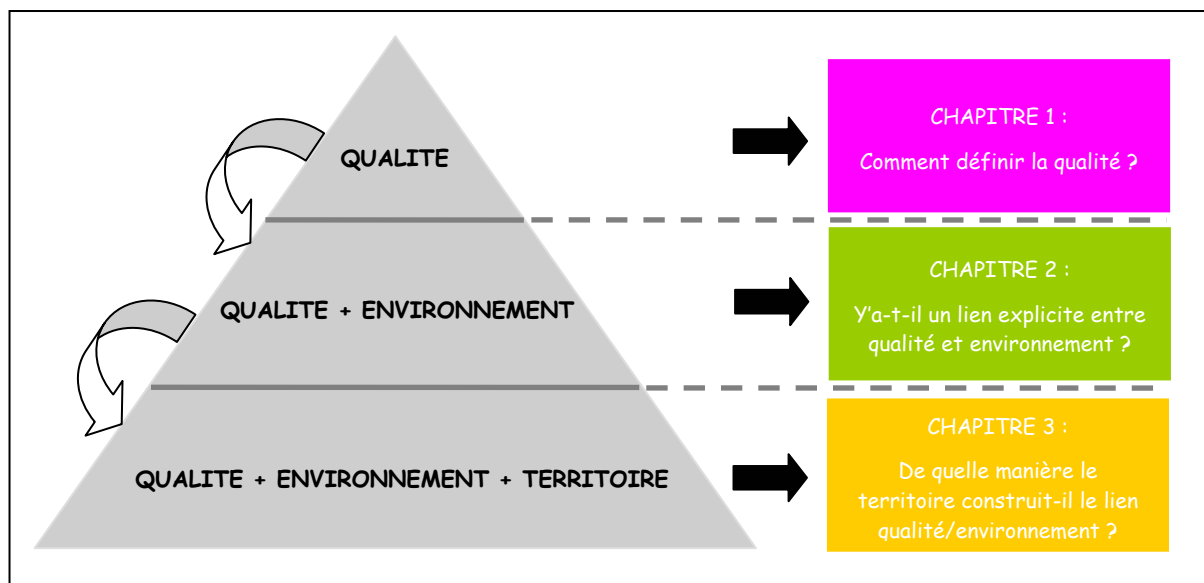 QUALITE
CHAPITRE 1 :
Comment définir la qualité ?
QUALITE + ENVIRONNEMENT
CHAPITRE 2 :
Y'a-t-il un lien explicite entre
qualité et environnement ?
QUALITE + ENVIRONNEMENT + TERRITOIRE
CHAPITRE 3 :
De quelle manière le
territoire construit-il le lien
qualité/environnement ?